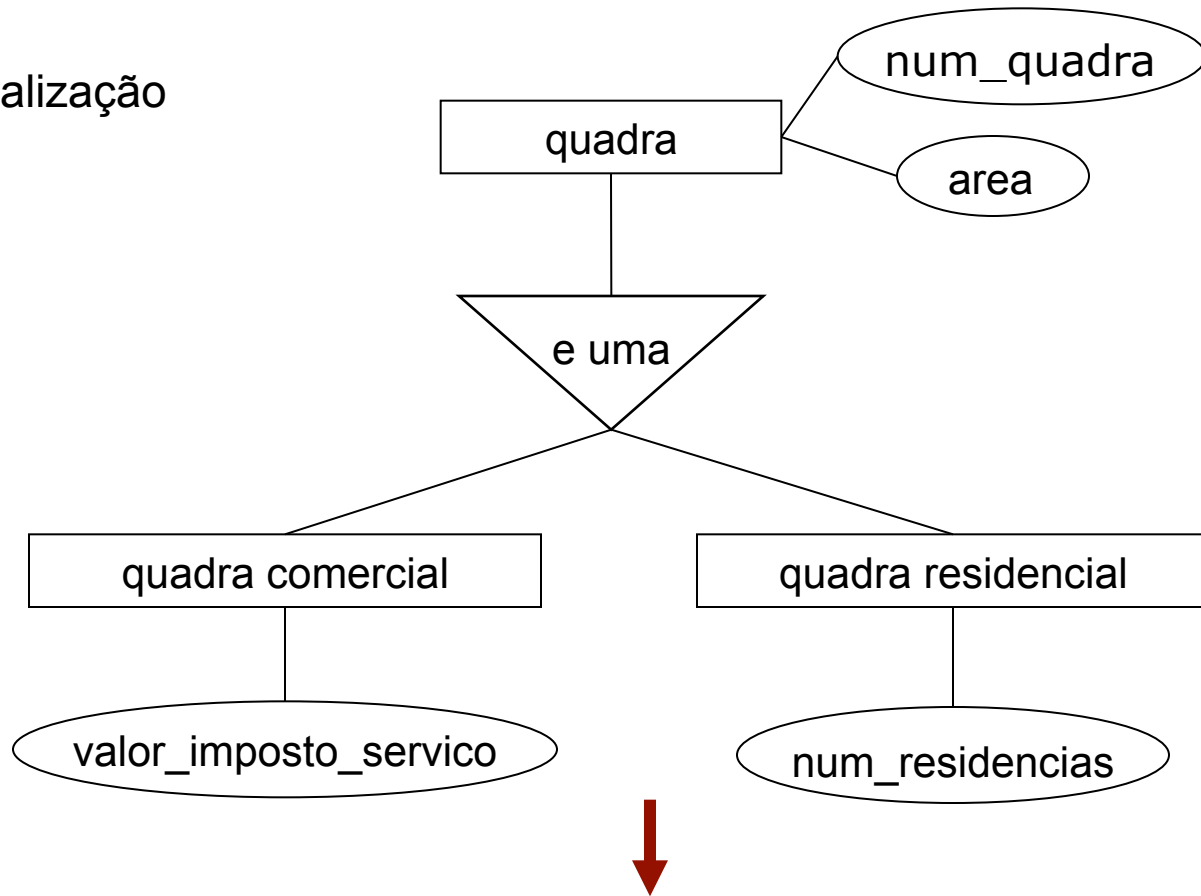 alização
num_quadra
quadra
area
e uma
quadra comercial
quadra residencial
valor_imposto_servico
num_residencias